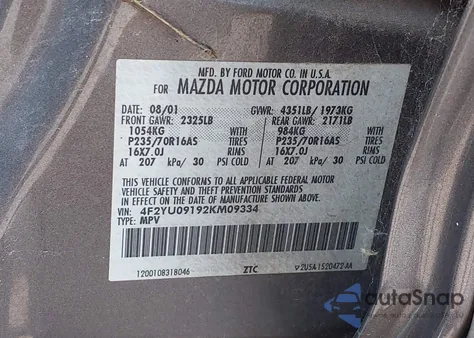 MFD. BY FORD MOTOR CO. IN U.S.A.
FOR MAZDA MOTOR CORPORATION
DATE 08/01 GVWR: 4351LB/ 1973KG
FRONT GAWR: 2325LB REAR GAWR: 2171LB
1054KG WITH 984KG WITH
P235/70R16AS TIRES P235/70R16AS TIRES
16X7.0J RIMS 16X7.0J RIMS
AT 207 kPa/ 30 PSI COLD AT 207 kPa/ 30 PSI COLD
THIS VEHICLE CONFORMS TO ALL APPLICABLE FEDERAL MOTOR
VEHICLE SAFETY AND THEFT PREVENTION STANDARDS IN EFFECT
ON THE DATE OF MANUFACTURE SHOWN ABOVE.
VIN: 4F2YU09192KM09334
TYPE: MPV
1200108318046 ZTC V2U5A1520472AA
autoSnap